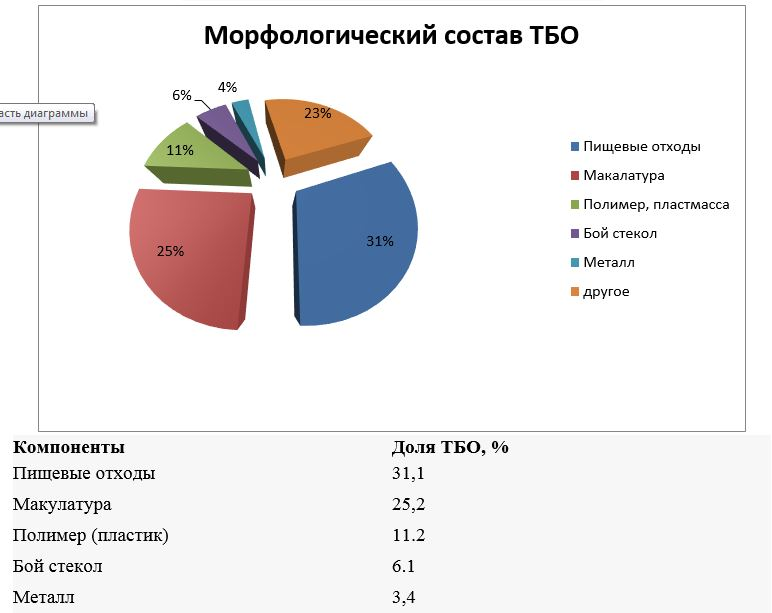 Морфологический состав ТБО
асть диаграммы
6%
4%
23%
11%
25%
31%
Пищевые отходы
Макалатура
Полимер, пластмасса
Бой стекол
Металл
другое
Компоненты Доля ТБО, %
Пищевые отходы 31,1
Макулатура 25,2
Полимер (пластик) 11.2
Бой стекол 6.1
Металл 3,4